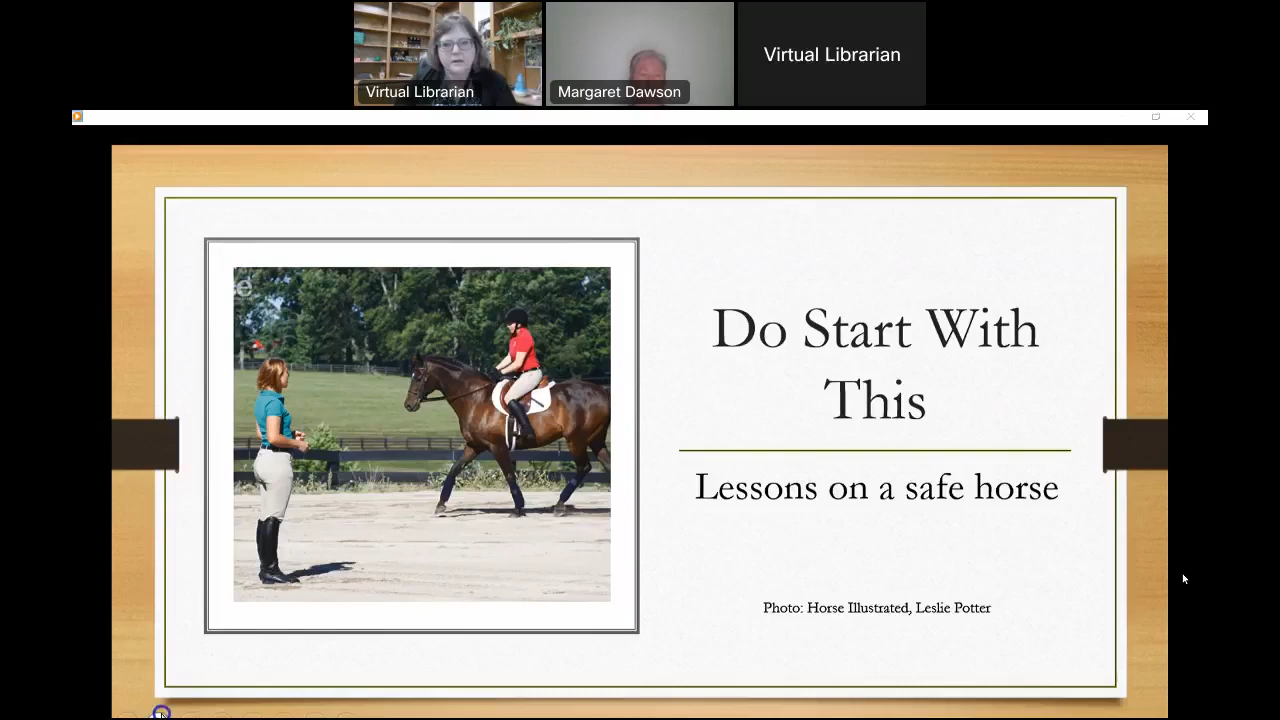 Virtual Librarian
Margaret Dawson
Virtual Librarian
e
Do Start With
This
Lessons on a safe horse
Photo: Horse Illustrated, Leslie Potter